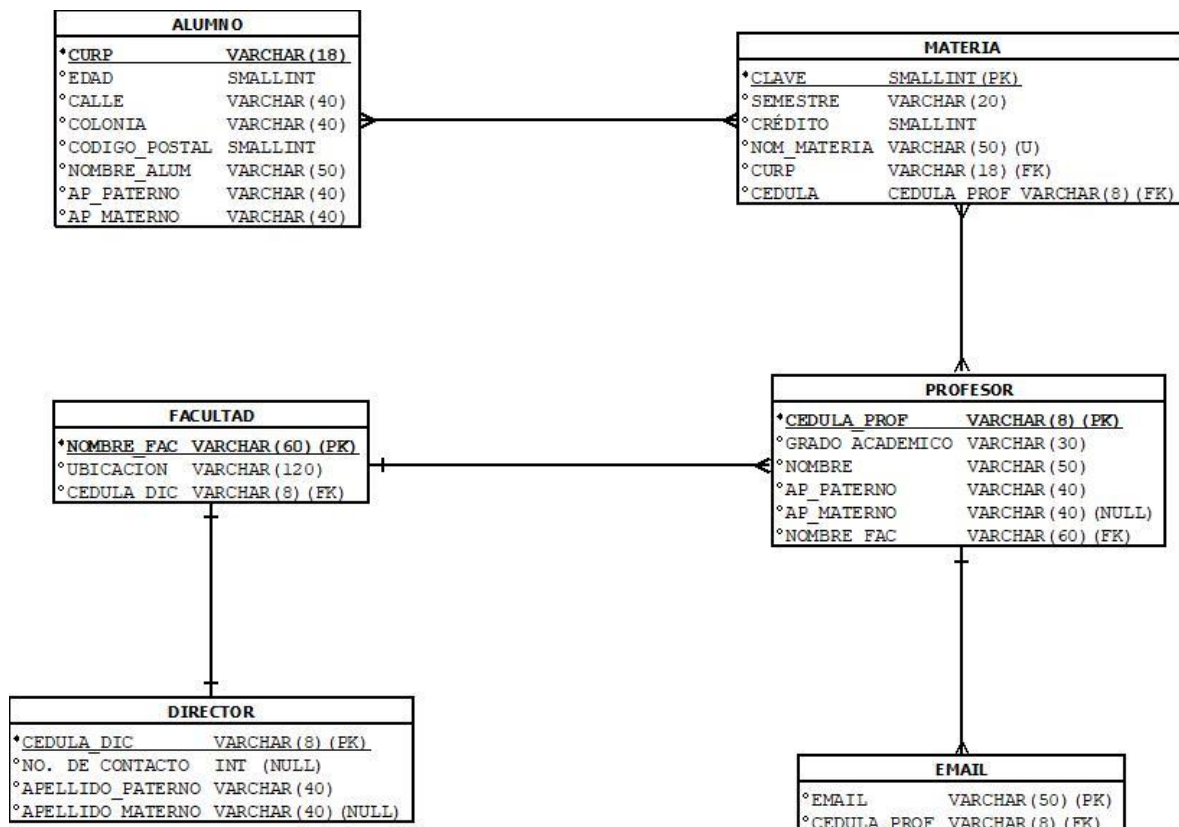 ALUMNO
CURP VARCHAR(18)
EDAD SMALLINT
CALLE VARCHAR(40)
COLONIA VARCHAR(40)
CODIGO_POSTAL SMALLINT
NOMBRE_ALUM VARCHAR(50)
AP_PATERNO VARCHAR(40)
AP_MATERNO VARCHAR(40)
MATERIA
CLAVE SMALLINT(PK)
SEMESTRE VARCHAR(20)
CRÉDITO SMALLINT
NOM_MATERIA VARCHAR(50)(U)
CURP VARCHAR(18)(FK)
CEDULA CEDULA_PROF VARCHAR(8)(FK)
FACULTAD
NOMBRE_FAC VARCHAR(60)(PK)
UBICACION VARCHAR(120)
CEDULA_DIC VARCHAR(8)(FK)
PROFESOR
CEDULA_PROF VARCHAR(8)(PK)
GRADO ACADEMICO VARCHAR(30)
NOMBRE VARCHAR(50)
AP_PATERNO VARCHAR(40)
AP_MATERNO VARCHAR(40)(NULL)
NOMBRE_FAC VARCHAR(60)(FK)
DIRECTOR
CEDULA_DIC VARCHAR(8)(PK)
NO. DE CONTACTO INT (NULL)
APELLIDO_PATERNO VARCHAR(40)
APELLIDO_MATERNO VARCHAR(40)(NULL)
EMAIL
EMAIL VARCHAR(50)(PK)
CEDULA_PROF VARCHAR(8)(FK)